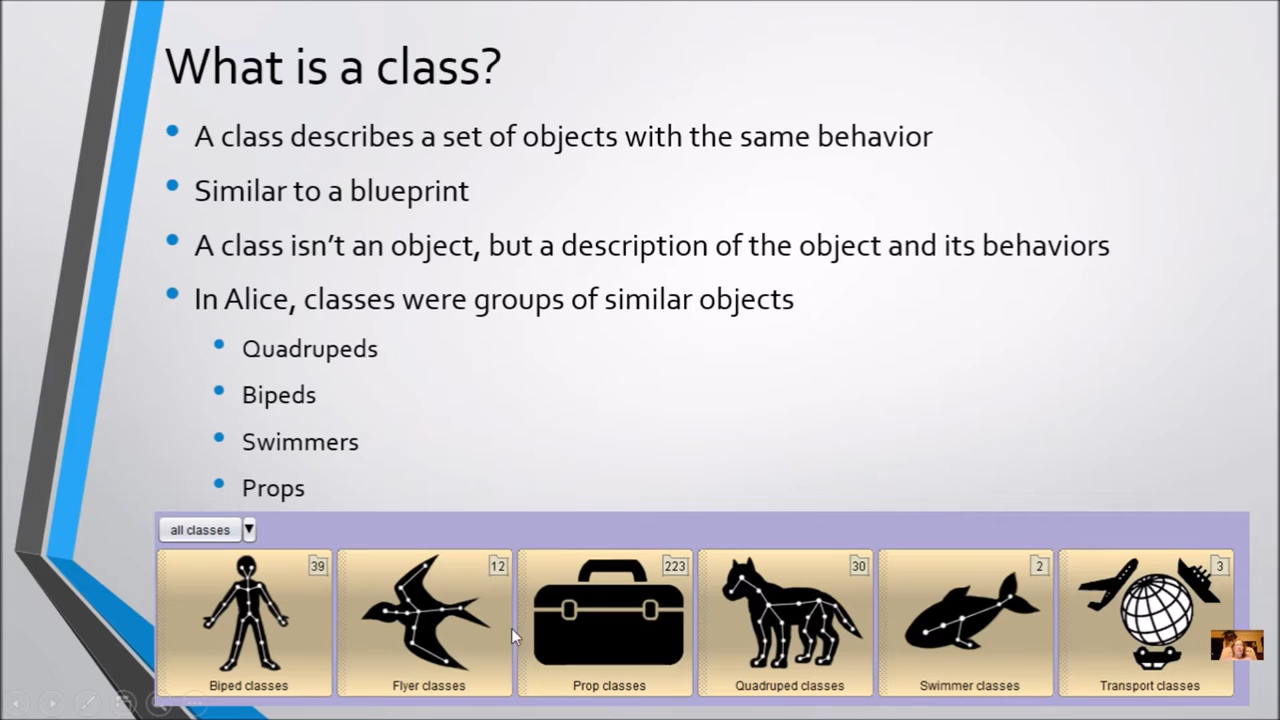 What is a class?
A class describes a set of objects with the same behavior
Similar to a blueprint
A class isn't an object, but a description of the object and its behaviors
In Alice, classes were groups of similar objects
Quadrupeds
Bipeds
Swimmers
Props
all classes
39 12 223 30 2 3
Biped classes Flyer classes Prop classes Quadruped classes Swimmer classes Transport classes